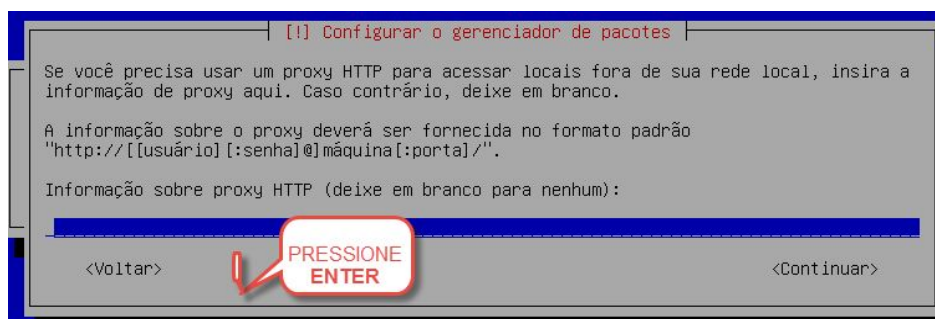 [!] Configurar o gerenciador de pacotes
Se você precisa usar um proxy HTTP para acessar locais fora de sua rede local, insira a
informação de proxy aqui. Caso contrário, deixe em branco.
A informação sobre o proxy deverá ser fornecida no formato padrão
"http://[[usuário][:senha]@]máquina[:porta]/".
Informação sobre proxy HTTP (deixe em branco para nenhum):
PRESSIONE
ENTER
<Voltar>
<Continuar>